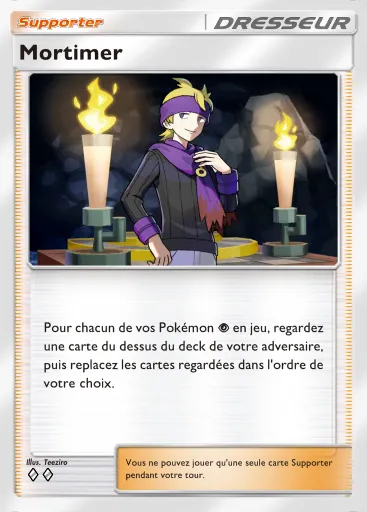 Supporter
DRESSEUR
Mortimer
Pour chacun de vos Pokémon en jeu, regardez
une carte du dessus du deck de votre adversaire,
puis replacez les cartes regardées dans l'ordre de
votre choix.
Illus. Teeziro
Vous ne pouvez jouer qu'une seule carte Supporter
pendant votre tour.